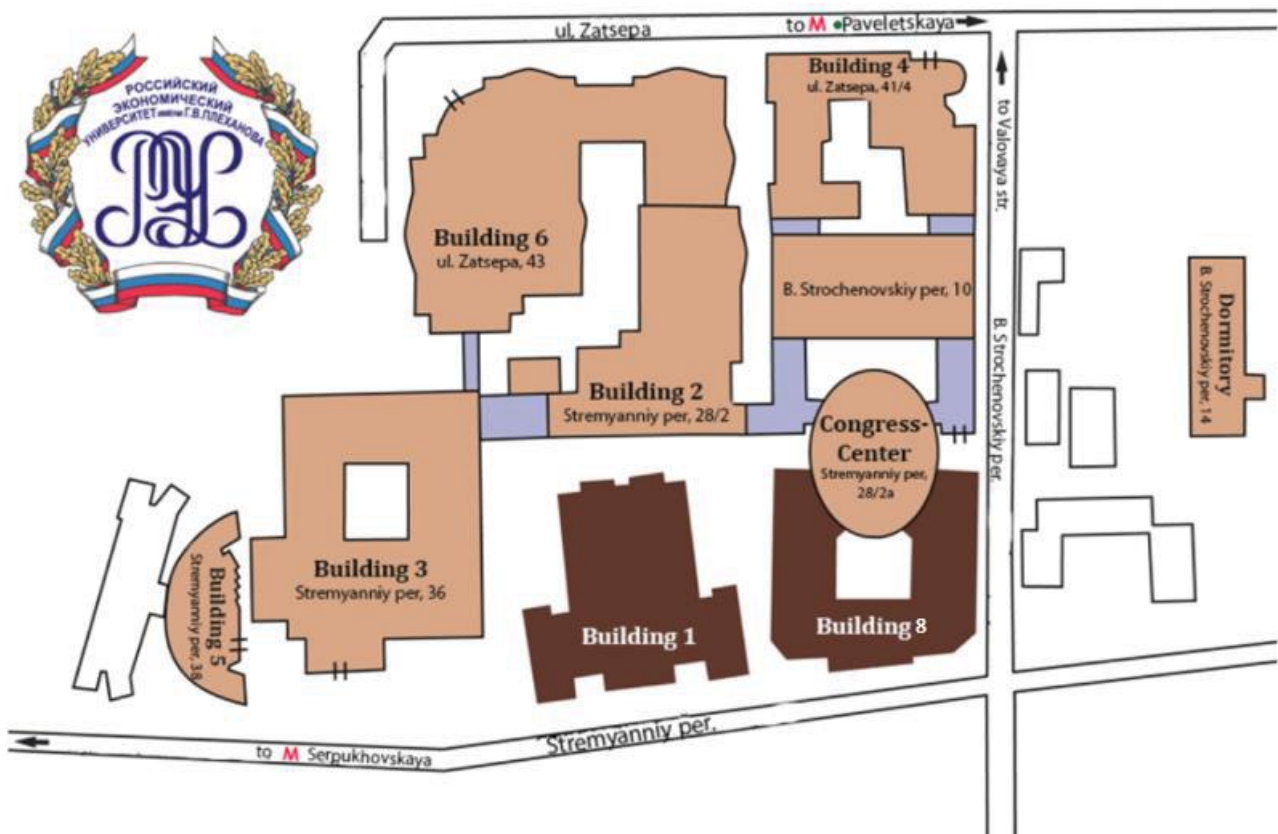 РОССИЙСКИЙ
ЭКОНОМИЧЕСКИЙ
УНИВЕРСИТЕТ имени Г.В.ПЛЕХАНОВА
РЭУ
ul. Zatsepa
to M Paveletskaya
to Valovaya str.
Building 4
ul. Zatsepa, 41/4
Building 6
ul. Zatsepa, 43
B. Strochenovskiy per, 10
Dormitory
B. Strochenovskiy per, 14
B. Strochenovskiy per.
Building 2
Stremyanniy per, 28/2
Congress-
Center
Stremyanniy per,
28/2a
Building 3
Stremyanniy per, 36
Building 5
Stremyanniy per, 38
Building 1
Building 8
Stremyanniy per.
to M Serpukhovskaya